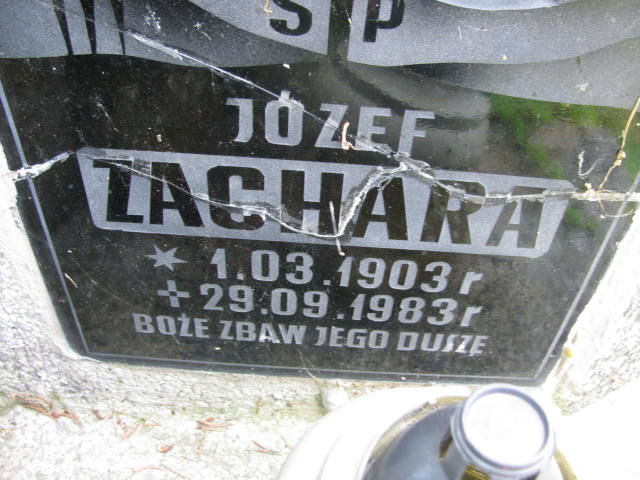 S P
JÓZEF
ZACHARA
* 1.03.1903 r
+ 29.09.1983 r
BOŻE ZBAW JEGO DUSZĘ